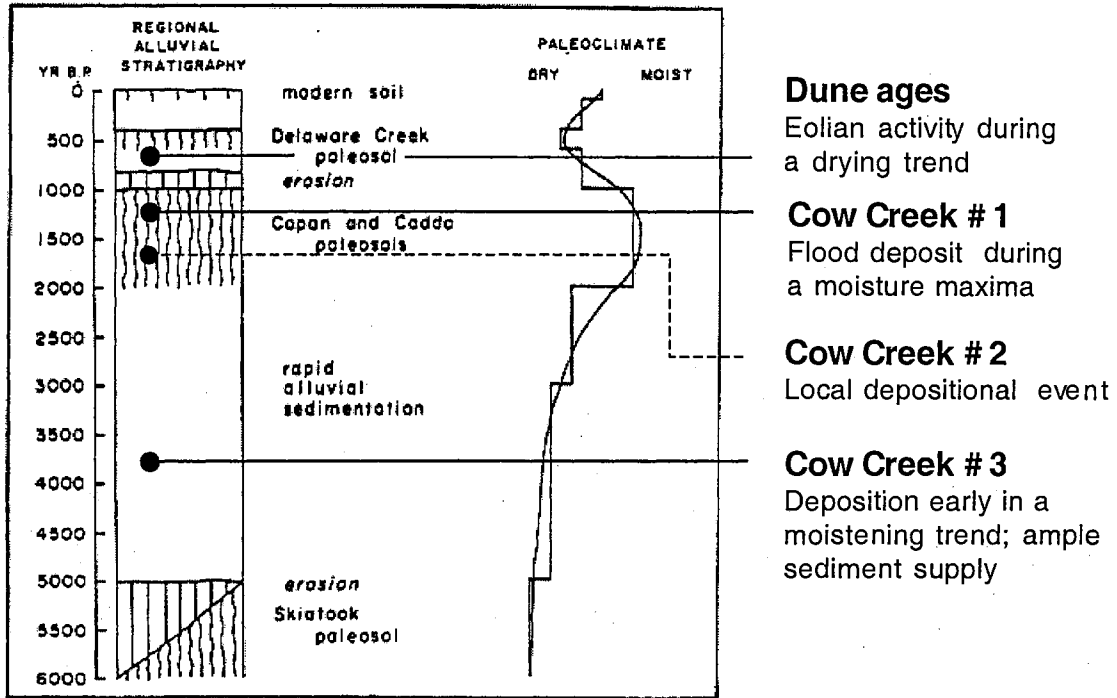 REGIONAL
ALLUVIAL
STRATIGRAPHY
YR B.P.
PALEOCLIMATE
DRY MOIST
0
500
1000
1500
2000
2500
3000
3500
4000
4500
5000
5500
6000
modern soil
Delaware Creek
paleosol
erosion
Copan and Caddo
paleosols
rapid
alluvial
sedimentation
erosion
Skiatook
paleosol
Dune ages
Eolian activity during
a drying trend
Cow Creek # 1
Flood deposit during
a moisture maxima
Cow Creek # 2
Local depositional event
Cow Creek # 3
Deposition early in a
moistening trend; ample
sediment supply